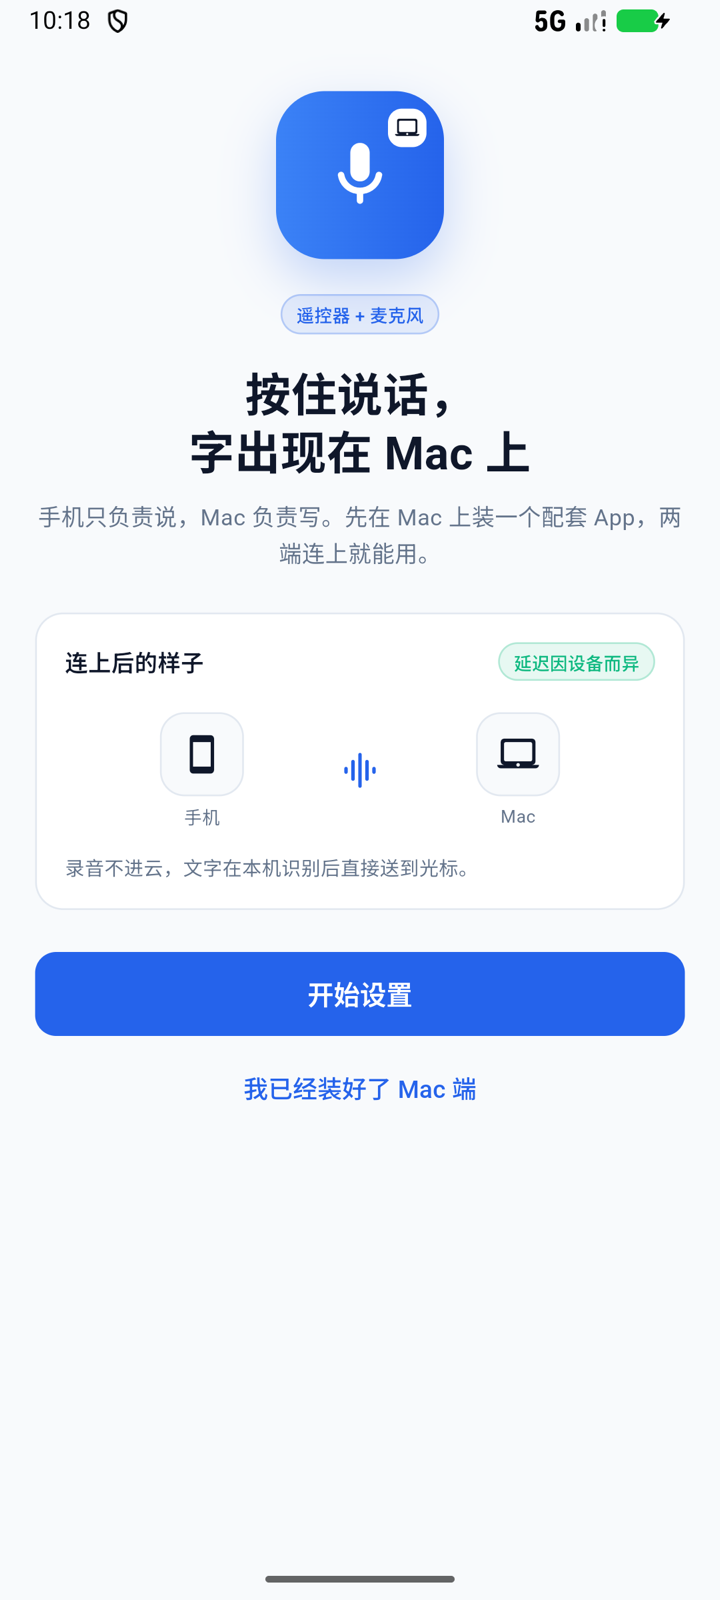 10:18
5G
遥控器 + 麦克风
按住说话，
字出现在 Mac 上
手机只负责说，Mac 负责写。先在 Mac 上装一个配套 App，两
端连上就能用。
连上后的样子
延迟因设备而异
手机
Mac
录音不进云，文字在本机识别后直接送到光标。
开始设置
我已经装好了 Mac 端